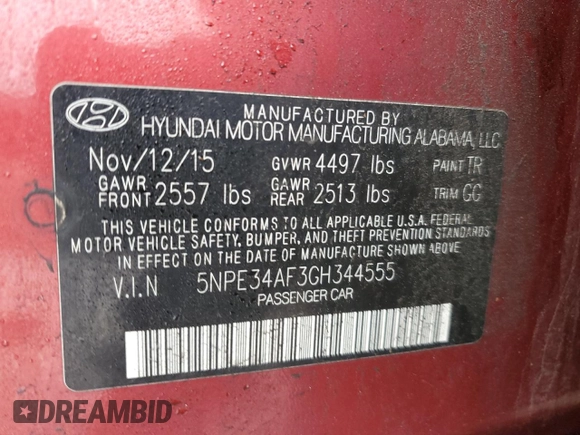 MANUFACTURED BY
HYUNDAI MOTOR MANUFACTURING ALABAMA, LLC
Nov/12/15 GVWR 4497 lbs PAINT TR
GAWR FRONT 2557 lbs GAWR REAR 2513 lbs TRIM GG
THIS VEHICLE CONFORMS TO ALL APPLICABLE U.S.A. FEDERAL
MOTOR VEHICLE SAFETY, BUMPER, AND THEFT PREVENTION STANDARDS
IN EFFECT ON THE DATE OF MANUFACTURE SHOWN ABOVE
V.I.N 5NPE34AF3GH344555
PASSENGER CAR
DREAMBID